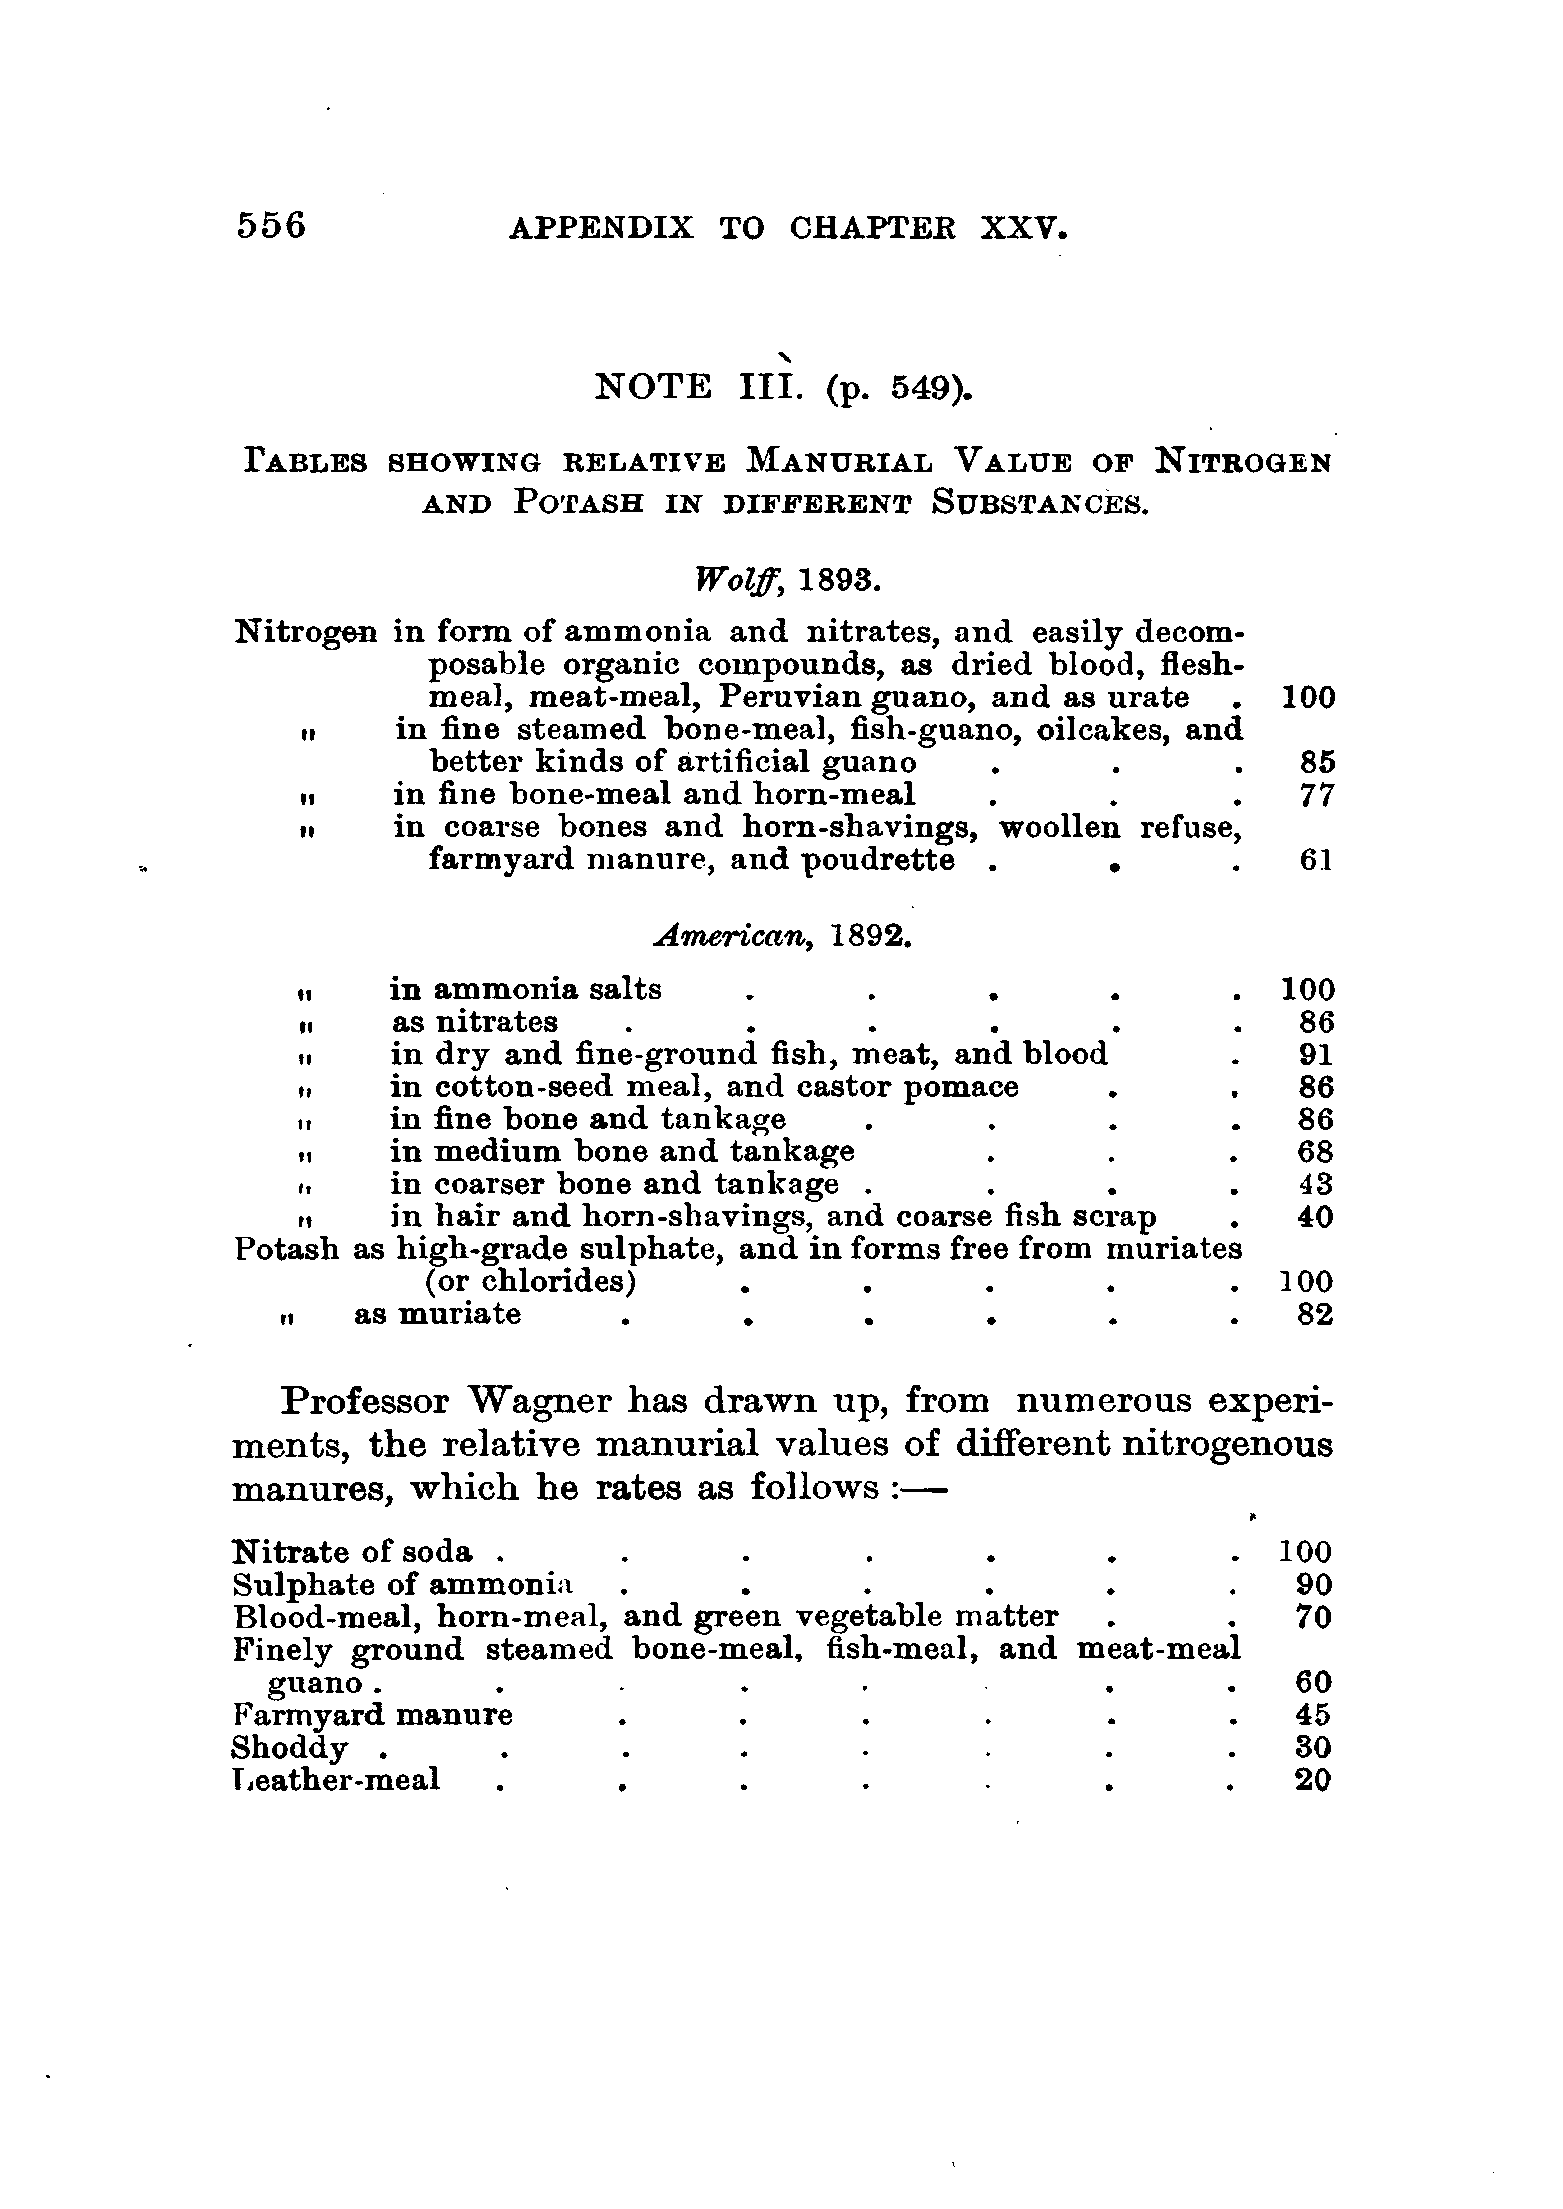 556 APPENDIX TO CHAPTER XXV.
NOTE III. (p. 549).
TABLES SHOWING RELATIVE MANURIAL VALUE OF NITROGEN
AND POTASH IN DIFFERENT SUBSTANCES.
Wolff, 1893.
Nitrogen in form of ammonia and nitrates, and easily decom-
posable organic compounds, as dried blood, flesh-
meal, meat-meal, Peruvian guano, and as urate . 100
„ in fine steamed bone-meal, fish-guano, oilcakes, and
better kinds of artificial guano . . . 85
„ in fine bone-meal and horn-meal . . . 77
„ in coarse bones and horn-shavings, woollen refuse,
farmyard manure, and poudrette . . . 61
American, 1892.
„ in ammonia salts . . . . . 100
„ as nitrates . . . . . . 86
„ in dry and fine-ground fish, meat, and blood . 91
„ in cotton-seed meal, and castor pomace . . 86
„ in fine bone and tankage . . . . 86
„ in medium bone and tankage . . . 68
„ in coarser bone and tankage . . . . 43
„ in hair and horn-shavings, and coarse fish scrap . 40
Potash as high-grade sulphate, and in forms free from muriates
(or chlorides) . . . . . 100
„ as muriate . . . . . . 82
Professor Wagner has drawn up, from numerous experi-
ments, the relative manurial values of different nitrogenous
manures, which he rates as follows :—
Nitrate of soda . . . . . . . 100
Sulphate of ammonia . . . . . . 90
Blood-meal, horn-meal, and green vegetable matter . . 70
Finely ground steamed bone-meal, fish-meal, and meat-meal
guano . . . . . . . . 60
Farmyard manure . . . . . . 45
Shoddy . . . . . . . . 30
Leather-meal . . . . . . . 20